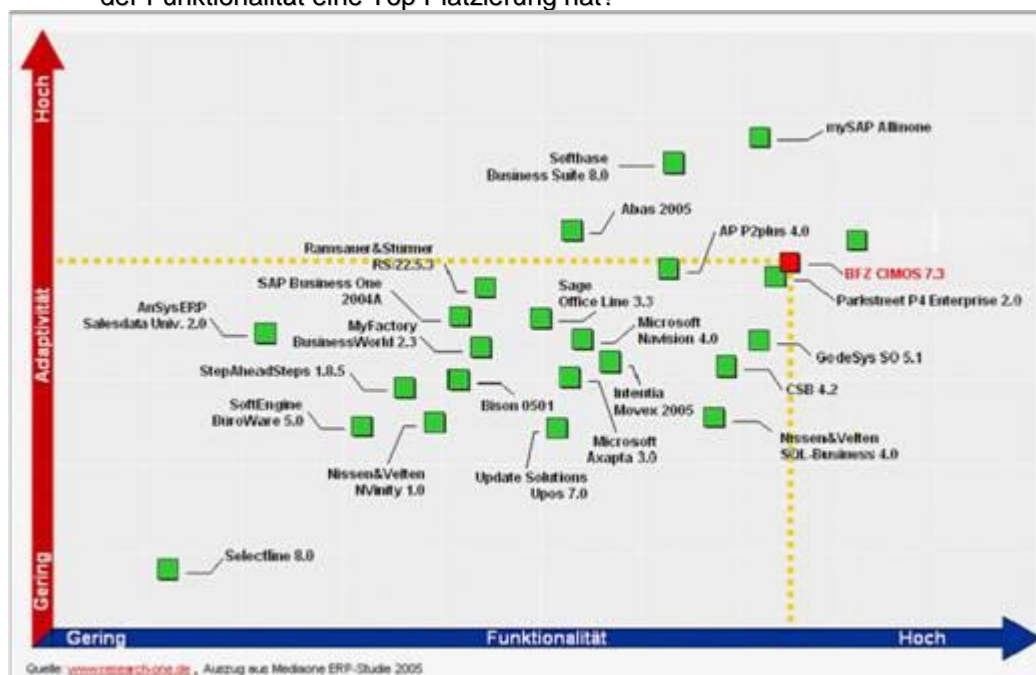 der Funktionalität eine Top Platzierung hat?
Hoch
mySAP Allinone
Softbase
Business Suite 8.0
Abas 2005
AP P2plus 4.0
Ramsauer&Stürmer
RS/22.5.3
BFZ CIMOS 7.3
SAP Business One
2004A
Sage
Office Line 3.3
Parkstreet P4 Enterprise 2.0
AnSysERP
Salesdata Univ. 2.0
MyFactory
BusinessWorld 2.3
Microsoft
Navision 4.0
GedeSys SO 5.1
StepAheadSteps 1.8.5
Bison 0501
Intentia
Movex 2005
CSB 4.2
SoftEngine
BüroWare 5.0
Microsoft
Axapta 3.0
Nissen&Velten
SQL-Business 4.0
Nissen&Velten
NVinity 1.0
Update Solutions
Upos 7.0
Adaptivität
Selectline 8.0
Gering
Gering
Funktionalität
Hoch
Quelle: www.research-one.de , Auszug aus Mediaone ERP-Studie 2005